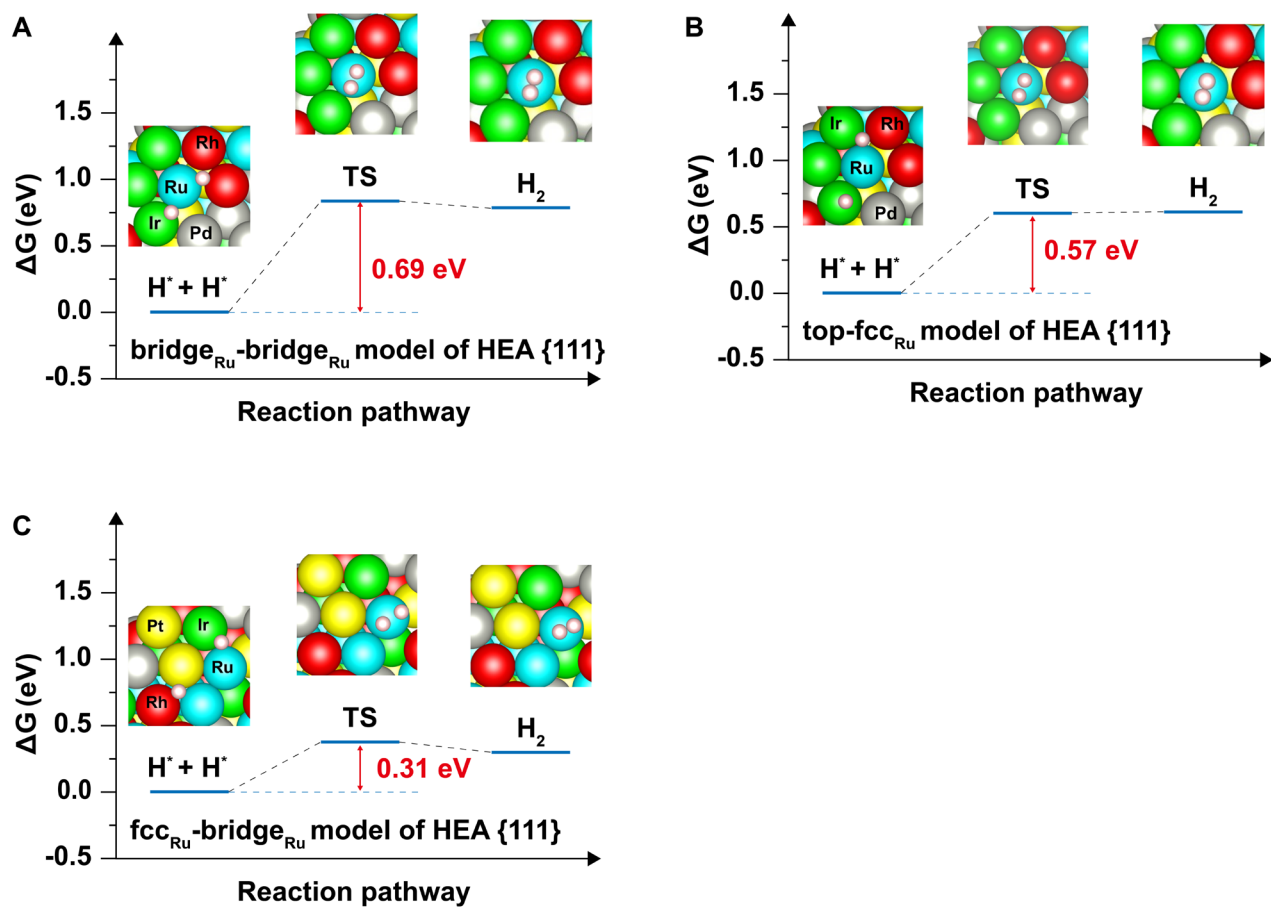 A
ΔG (eV)
1.5
1.0
0.5
0.0
-0.5
Rh
Ru
Ir
Pd
TS
H2
0.69 eV
H* + H*
bridgeRu-bridgeRu model of HEA {111}
Reaction pathway
B
ΔG (eV)
1.5
1.0
0.5
0.0
-0.5
Ir
Rh
Ru
Pd
TS
H2
0.57 eV
H* + H*
top-fccRu model of HEA {111}
Reaction pathway
C
ΔG (eV)
1.5
1.0
0.5
0.0
-0.5
Pt
Ir
Ru
Rh
TS
H2
0.31 eV
H* + H*
fccRu-bridgeRu model of HEA {111}
Reaction pathway